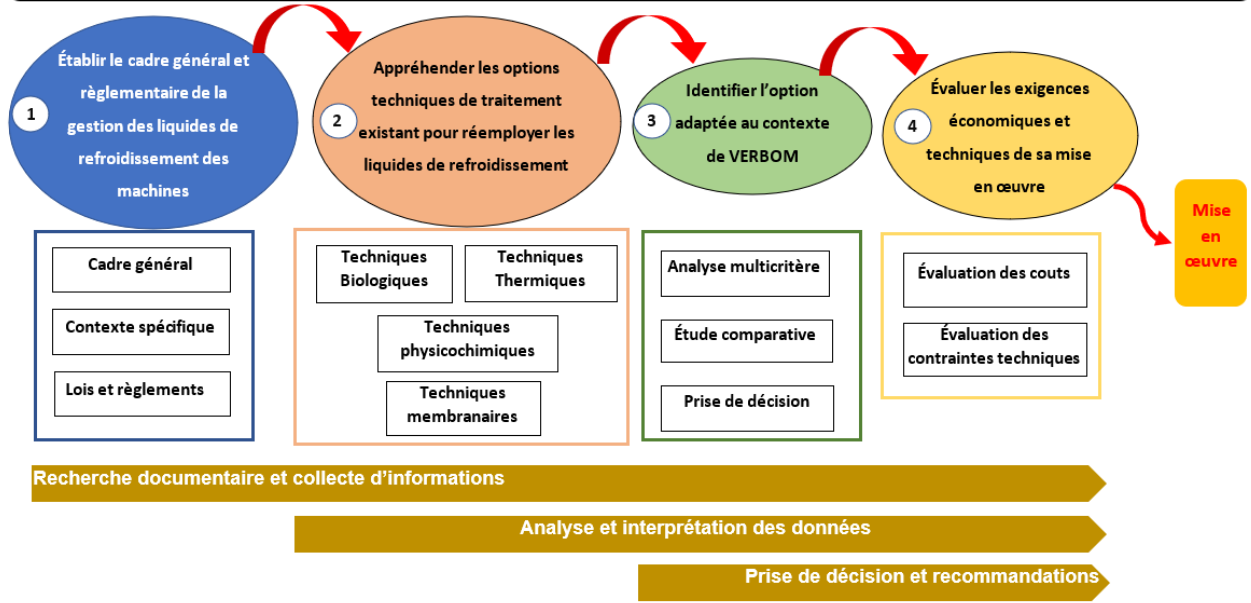 Établir le cadre général et
règlementaire de la
gestion des liquides de
refroidissement des
machines
1
Appréhender les options
techniques de traitement
existant pour réemployer les
liquides de refroidissement
2
Identifier l'option
adaptée au contexte
de VERBOM
3
Évaluer les exigences
économiques et
techniques de sa mise
en œuvre
4
Mise
en
œuvre
Cadre général
Contexte spécifique
Lois et règlements
Techniques
Biologiques
Techniques
Thermiques
Techniques
physicochimiques
Techniques
membranaires
Analyse multicritère
Étude comparative
Prise de décision
Évaluation des couts
Évaluation des
contraintes techniques
Recherche documentaire et collecte d'informations
Analyse et interprétation des données
Prise de décision et recommandations